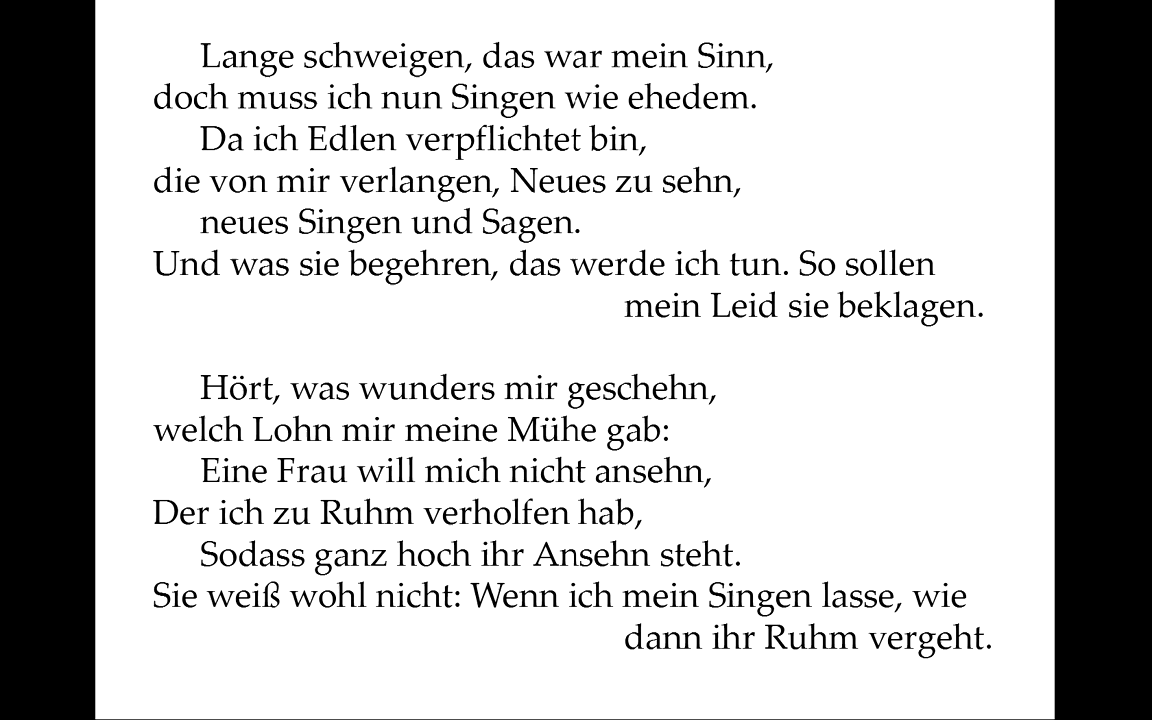 Lange schweigen, das war mein Sinn,
doch muss ich nun Singen wie ehedem.
Da ich Edlen verpflichtet bin,
die von mir verlangen, Neues zu sehn,
neues Singen und Sagen.
Und was sie begehren, das werde ich tun. So sollen
mein Leid sie beklagen.
Hört, was wunders mir geschehn,
welch Lohn mir meine Mühe gab:
Eine Frau will mich nicht ansehn,
Der ich zu Ruhm verholfen hab,
Sodass ganz hoch ihr Ansehn steht.
Sie weiß wohl nicht: Wenn ich mein Singen lasse, wie
dann ihr Ruhm vergeht.